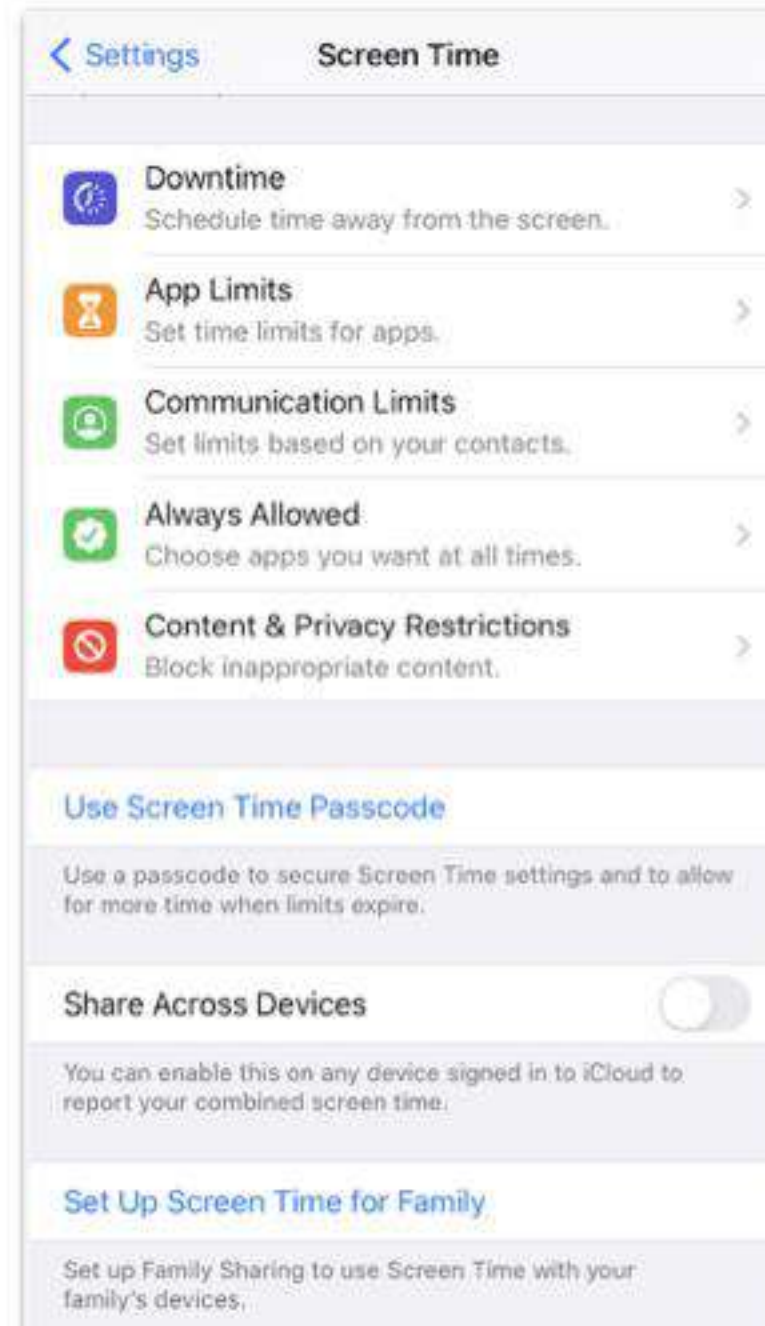 Settings
Screen Time
Downtime
Schedule time away from the screen.
App Limits
Set time limits for apps.
Communication Limits
Set limits based on your contacts.
Always Allowed
Choose apps you want at all times.
Content & Privacy Restrictions
Block inappropriate content.
Use Screen Time Passcode
Use a passcode to secure Screen Time settings and to allow
for more time when limits expire.
Share Across Devices
You can enable this on any device signed in to iCloud to
report your combined screen time.
Set Up Screen Time for Family
Set up Family Sharing to use Screen Time with your
family's devices.